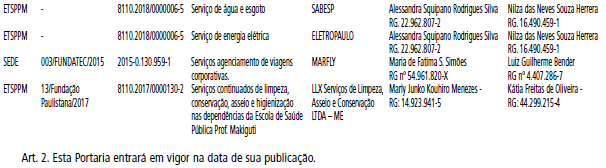 ETSPPM - 8110.2018/0000006-5 Serviço de água e esgoto SABESP Alessandra Squipano Rodrigues Silva Nilza das Neves Souza Herrera
RG. 22.962.807-2 RG. 16.490.459-1
ETSPPM - 8110.2018/0000006-5 Serviço de energia elétrica ELETROPAULO Alessandra Squipano Rodrigues Silva Nilza das Neves Souza Herrera
RG. 22.962.807-2 RG. 16.490.459-1
SEDE 003/FUNDATEC/2015 2015-0.130.959-1 Serviços agenciamento de viagens MARFLY Maria de Fatima S. Simões Luiz Guilherme Bender
corporativas. RG nº 54.961.820-X RG nº 4.407.286-7
ETSPPM 13/Fundação 8110.2017/0000130-2 Serviços continuados de limpeza, LLX Serviços de Limpeza, Marly Junko Kouhiro Menezes - Kátia Freitas de Oliveira -
Paulistana/2017 conservação, asseio e higienização Asseio e Conservação RG: 14.923.941-5 RG: 44.299.215-4
nas dependências da Escola de Saúde LTDA – ME
Pública Prof. Makiguti
Art. 2. Esta Portaria entrará em vigor na data de sua publicação.